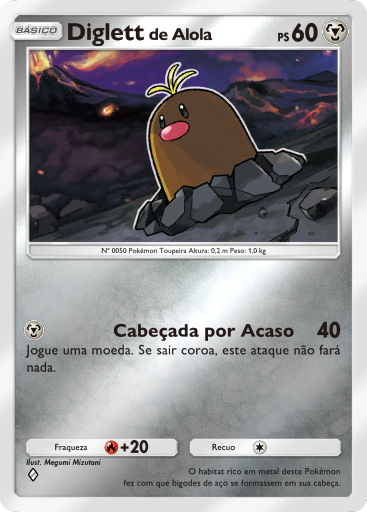 BÁSICO Diglett de Alola PS 60
Nº 0050 Pokémon Toupeira Altura: 0,2 m Peso: 1,0 kg
Cabeçada por Acaso 40
Jogue uma moeda. Se sair coroa, este ataque não fará
nada.
Fraqueza +20 Recuo
Ilust. Megumi Mizutani
O habitat rico em metal deste Pokémon
fez com que bigodes de aço se formassem em sua cabeça.